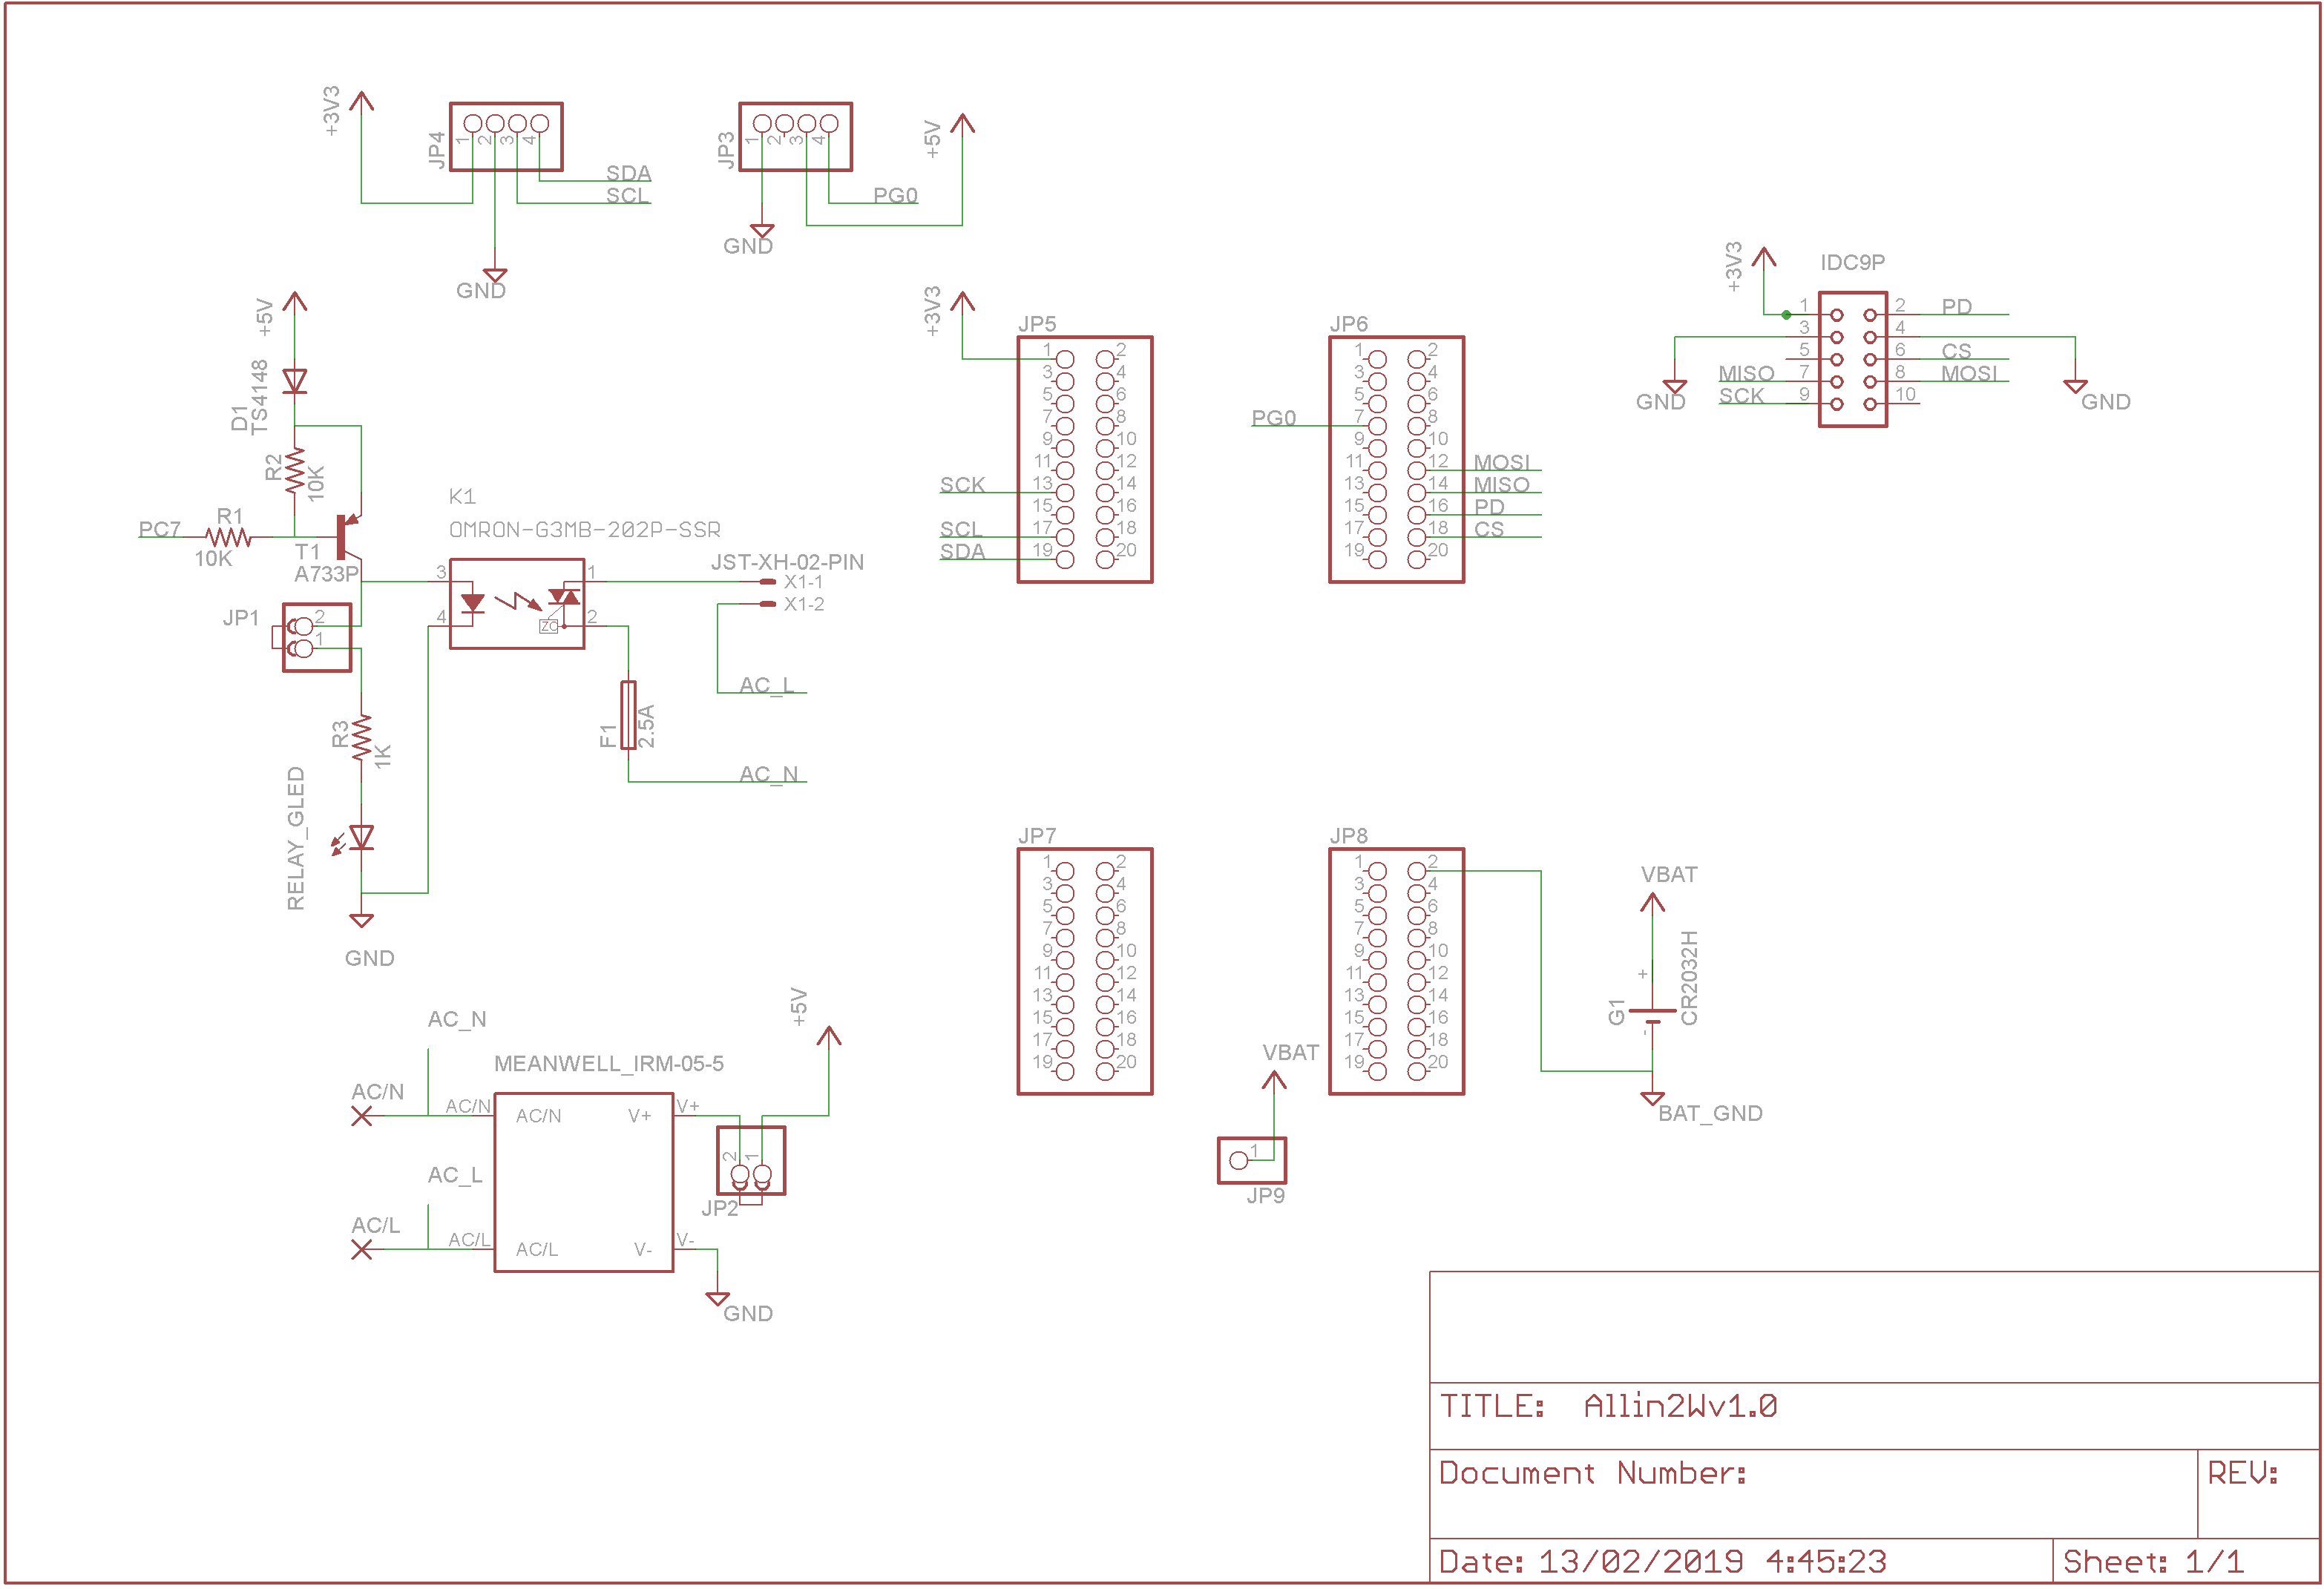 +3V3
JP4
1
2
3
4
SDA
SCL
GND
JP3
1
2
3
4
PG0
+5V
GND
+5V
D1
TS4148
R2
10K
PC7
R1
10K
T1
A733P
K1
OMRON-G3MB-202P-SSR
3
4
1
2
ZC
JST-XH-02-PIN
X1-1
X1-2
AC_L
F1
2.5A
AC_N
JP1
2
1
R3
1K
RELAY_GLED
GND
+3V3
JP5
1 2
3 4
5 6
7 8
9 10
11 12
SCK 13 14
15 16
SCL 17 18
SDA 19 20
JP6
1 2
3 4
5 6
PG0 7 8
9 10
11 12 MOSI
13 14 MISO
15 16 PD
17 18 CS
19 20
+3V3
IDC9P
1 2 PD
3 4
5 6 CS
MISO 7 8 MOSI
SCK 9 10
GND
GND
JP7
1 2
3 4
5 6
7 8
9 10
11 12
13 14
15 16
17 18
19 20
JP8
1 2
3 4
5 6
7 8
9 10
11 12
13 14
15 16
17 18
19 20
VBAT
+
-
G1
CR2032H
BAT_GND
VBAT
1
JP9
AC_N
MEANWELL_IRM-05-5
AC/N
AC/N
AC/N
V+
V+
AC_L
AC/L
AC/L
AC/L
V-
V-
2
1
JP2
+5V
GND
TITLE: Allin2Wv1.0
Document Number:
REV:
Date: 13/02/2019 4:45:23
Sheet: 1/1